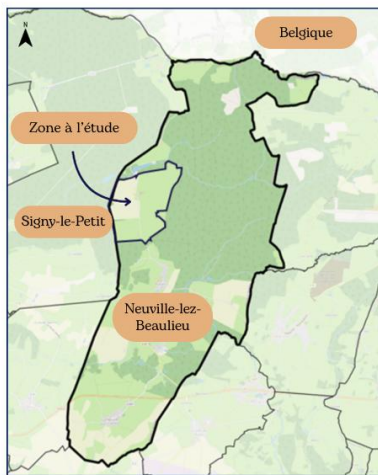 N
Belgique
Zone à l'étude
Signy-le-Petit
Neuville-lez-
Beaulieu